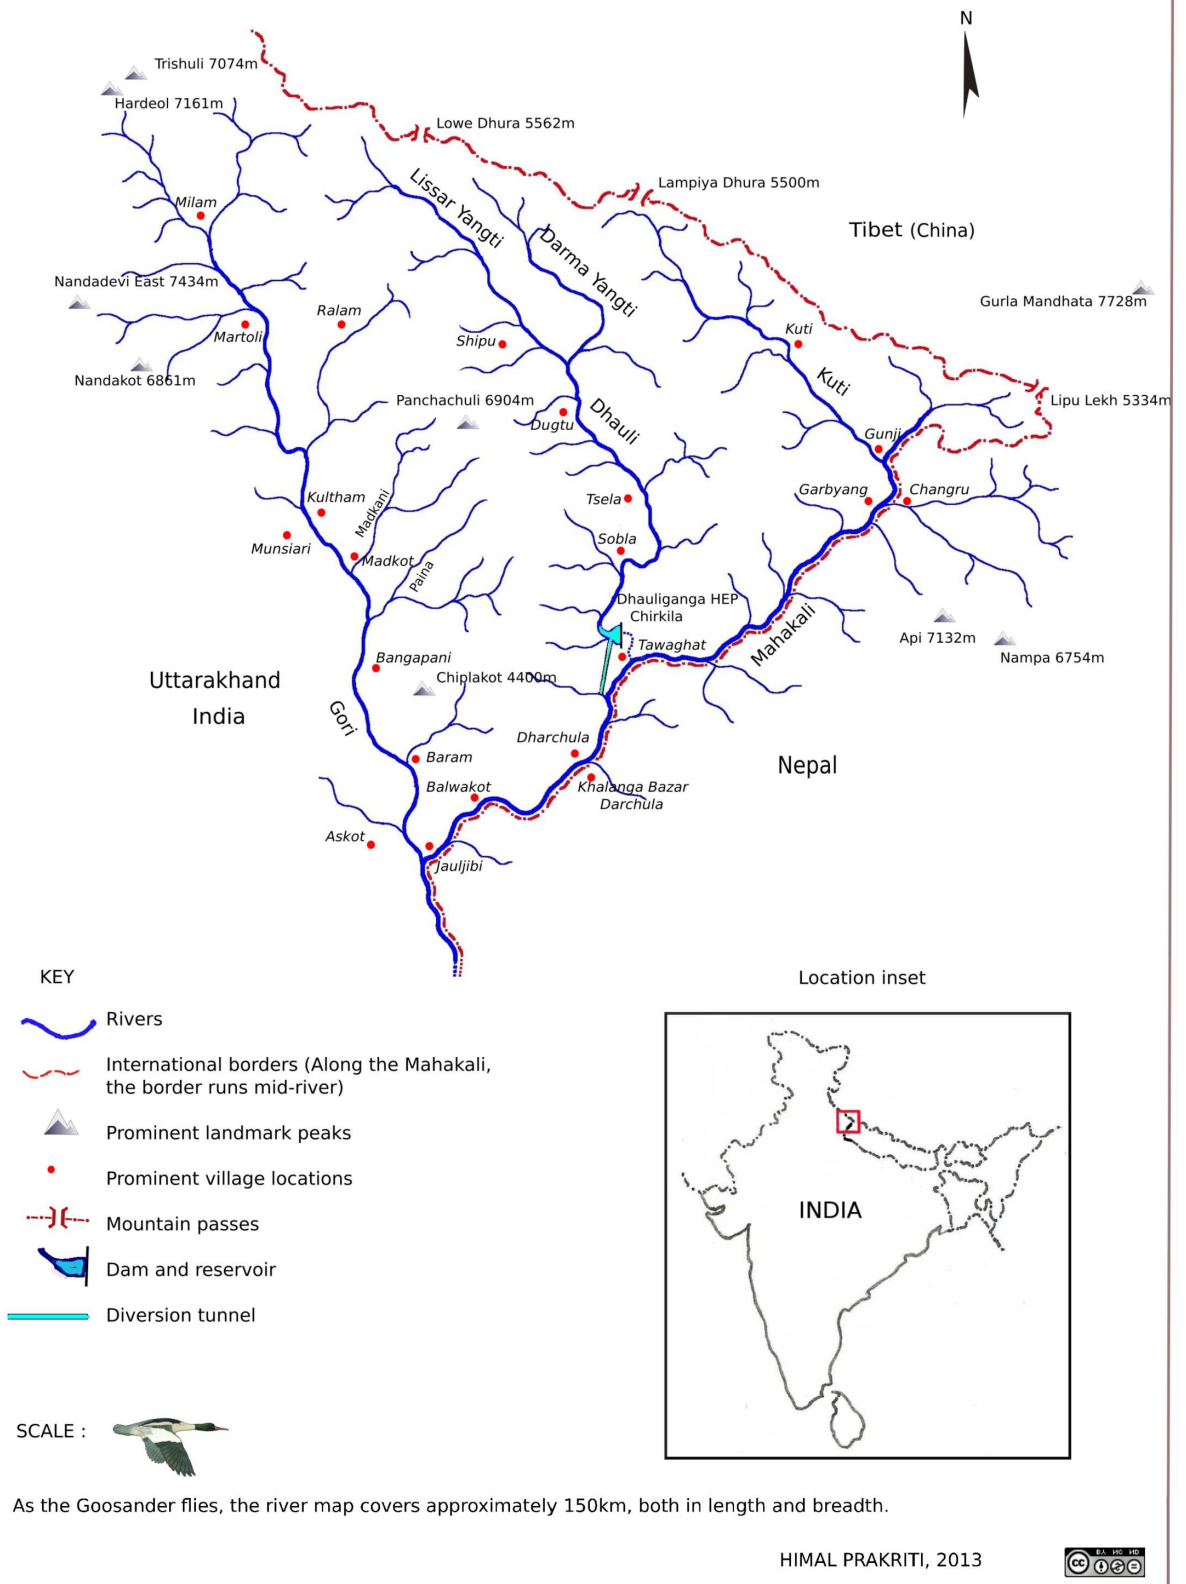 N
Trishuli 7074m
Hardeol 7161m
Lowe Dhura 5562m
Lampiya Dhura 5500m
Lissar Yangti
Milam
Darma Yangti
Tibet (China)
Nandadevi East 7434m
Gurla Mandhata 7728m
Ralam
Martoli
Shipu
Kuti
Nandakot 6861m
Kuti
Panchachuli 6904m
Lipu Lekh 5334m
Dhauli
Dugtu
Gunji
Kultham
Madkani
Tsela
Garbyang
Changru
Munsiari
Sobla
Madkot
Paina
Dhauliganga HEP
Chirkila
Mahakali
Api 7132m
Tawaghat
Nampa 6754m
Bangapani
Chiplakot 4400m
Uttarakhand
India
Gori
Dharchula
Nepal
Baram
Balwakot
Khalanga Bazar
Darchula
Askot
Jauljibi
KEY
Rivers
International borders (Along the Mahakali,
the border runs mid-river)
Prominent landmark peaks
Prominent village locations
Mountain passes
Dam and reservoir
Diversion tunnel
Location inset
INDIA
SCALE :
As the Goosander flies, the river map covers approximately 150km, both in length and breadth.
HIMAL PRAKRITI, 2013
cc
BY NC ND